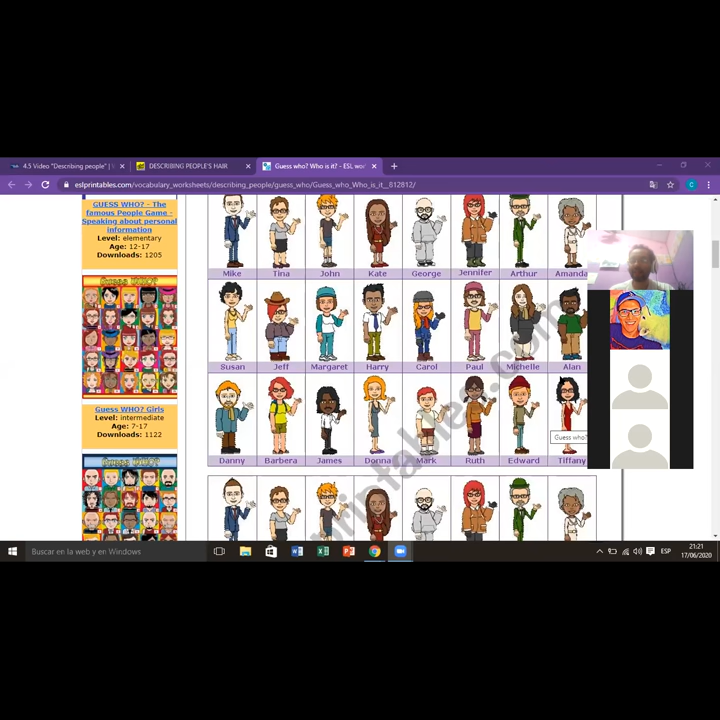 4.5 Video "Describing people" |
DESCRIBING PEOPLE'S HAIR
Guess who? Who is it? - ESL wor
eslprintables.com/vocabulary_worksheets/describing_people/guess_who/Guess_who_Who_is_it__812812/
GUESS WHO? - The
famous People Game -
Speaking about personal
information
Level: elementary
Age: 12-17
Downloads: 1205
Guess WHO?
Guess WHO? Girls
Level: intermediate
Age: 7-17
Downloads: 1122
Guess WHO?
Mike Tina John Kate George Jennifer Arthur Amanda
Susan Jeff Margaret Harry Carol Paul Michelle Alan
Danny Barbera James Donna Mark Ruth Edward Tiffany
Guess who?
printables.com
Buscar en la web y en Windows
ESP
21:21
17/06/2020